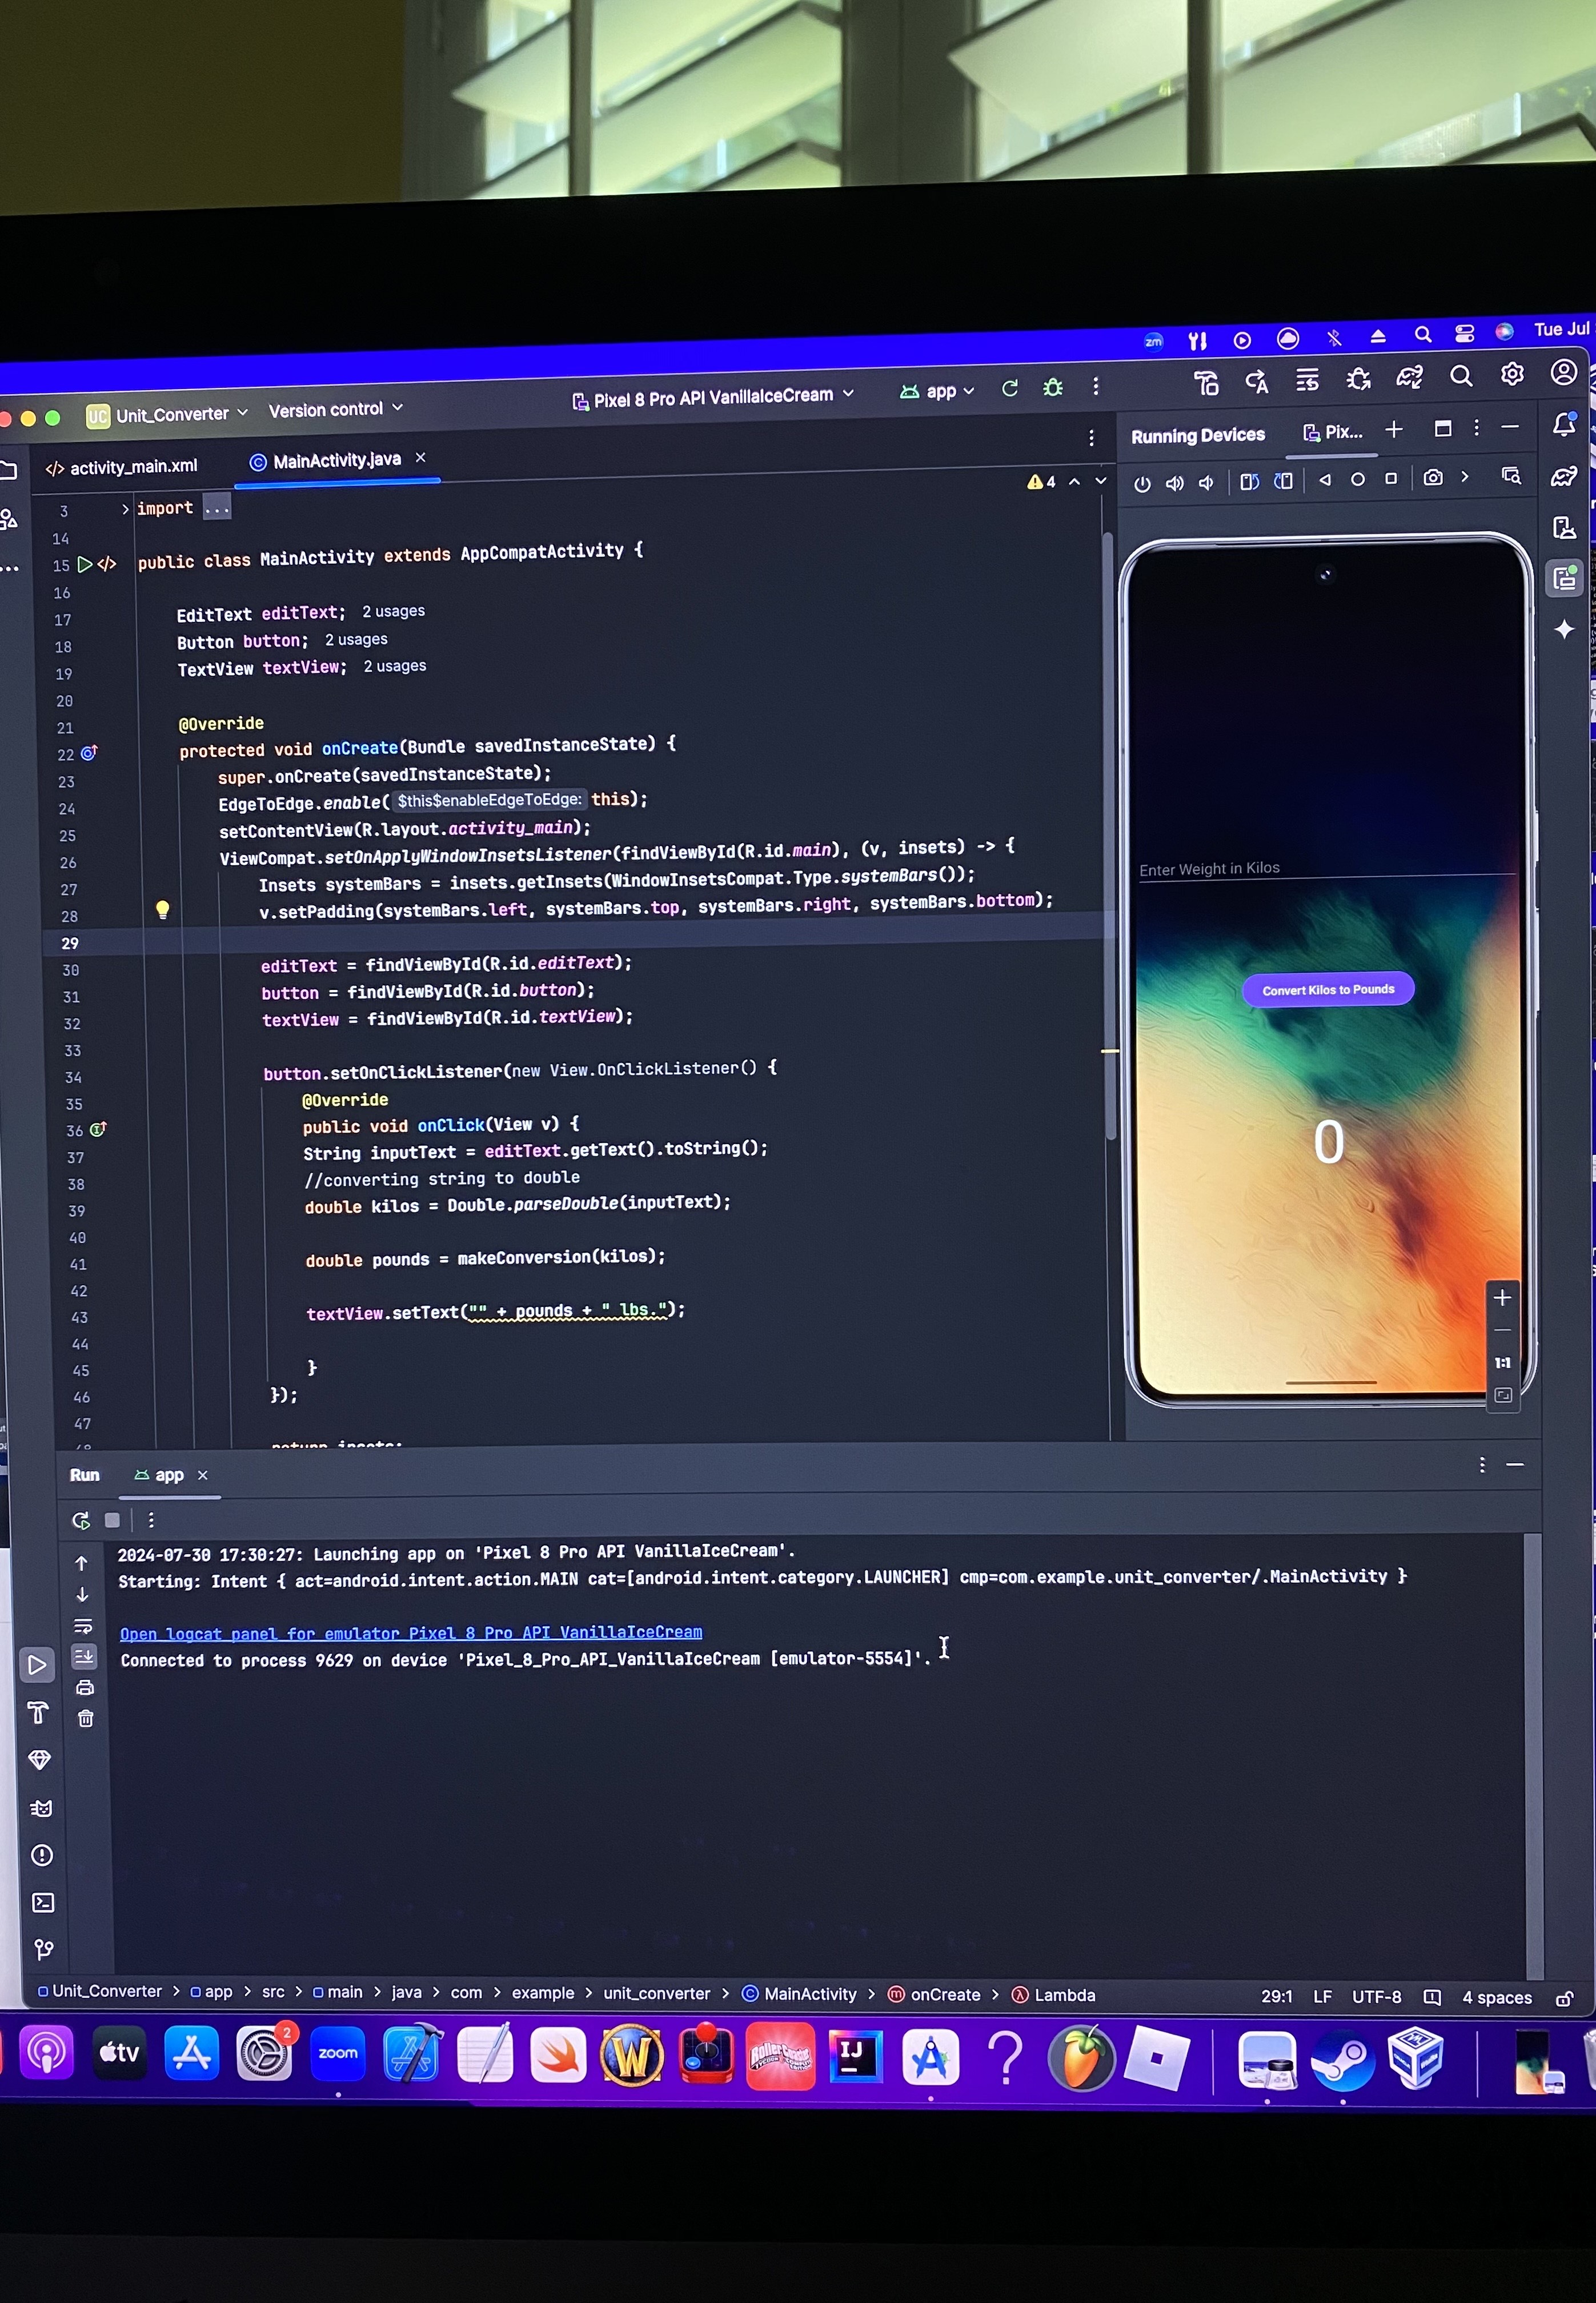 Tue Jul
UC Unit_Converter Version control Pixel 8 Pro API VanillaIceCream app
activity_main.xml MainActivity.java Running Devices Pix...
4
3 import ...
14
15 public class MainActivity extends AppCompatActivity {
16
17 EditText editText; 2 usages
18 Button button; 2 usages
19 TextView textView; 2 usages
20
21 @Override
22 protected void onCreate(Bundle savedInstanceState) {
23 super.onCreate(savedInstanceState);
24 EdgeToEdge.enable( $this$enableEdgeToEdge: this);
25 setContentView(R.layout.activity_main);
26 ViewCompat.setOnApplyWindowInsetsListener(findViewById(R.id.main), (v, insets) -> {
27 Insets systemBars = insets.getInsets(WindowInsetsCompat.Type.systemBars());
28 v.setPadding(systemBars.left, systemBars.top, systemBars.right, systemBars.bottom);
29
30 editText = findViewById(R.id.editText);
31 button = findViewById(R.id.button);
32 textView = findViewById(R.id.textView);
33
34 button.setOnClickListener(new View.OnClickListener() {
35 @Override
36 public void onClick(View v) {
37 String inputText = editText.getText().toString();
38 //converting string to double
39 double kilos = Double.parseDouble(inputText);
40
41 double pounds = makeConversion(kilos);
42
43 textView.setText("" + pounds + " lbs.");
44
45 }
46 });
47
48 return insets;
Enter Weight in Kilos
Convert Kilos to Pounds
0
1:1
Run app
2024-07-30 17:30:27: Launching app on 'Pixel 8 Pro API VanillaIceCream'.
Starting: Intent { act=android.intent.action.MAIN cat=[android.intent.category.LAUNCHER] cmp=com.example.unit_converter/.MainActivity }
Open logcat panel for emulator Pixel 8 Pro API VanillaIceCream
Connected to process 9629 on device 'Pixel_8_Pro_API_VanillaIceCream [emulator-5554]'.
Unit_Converter > app > src > main > java > com > example > unit_converter > MainActivity > onCreate > Lambda 29:1 LF UTF-8 4 spaces
tv 2 zoom W IJ